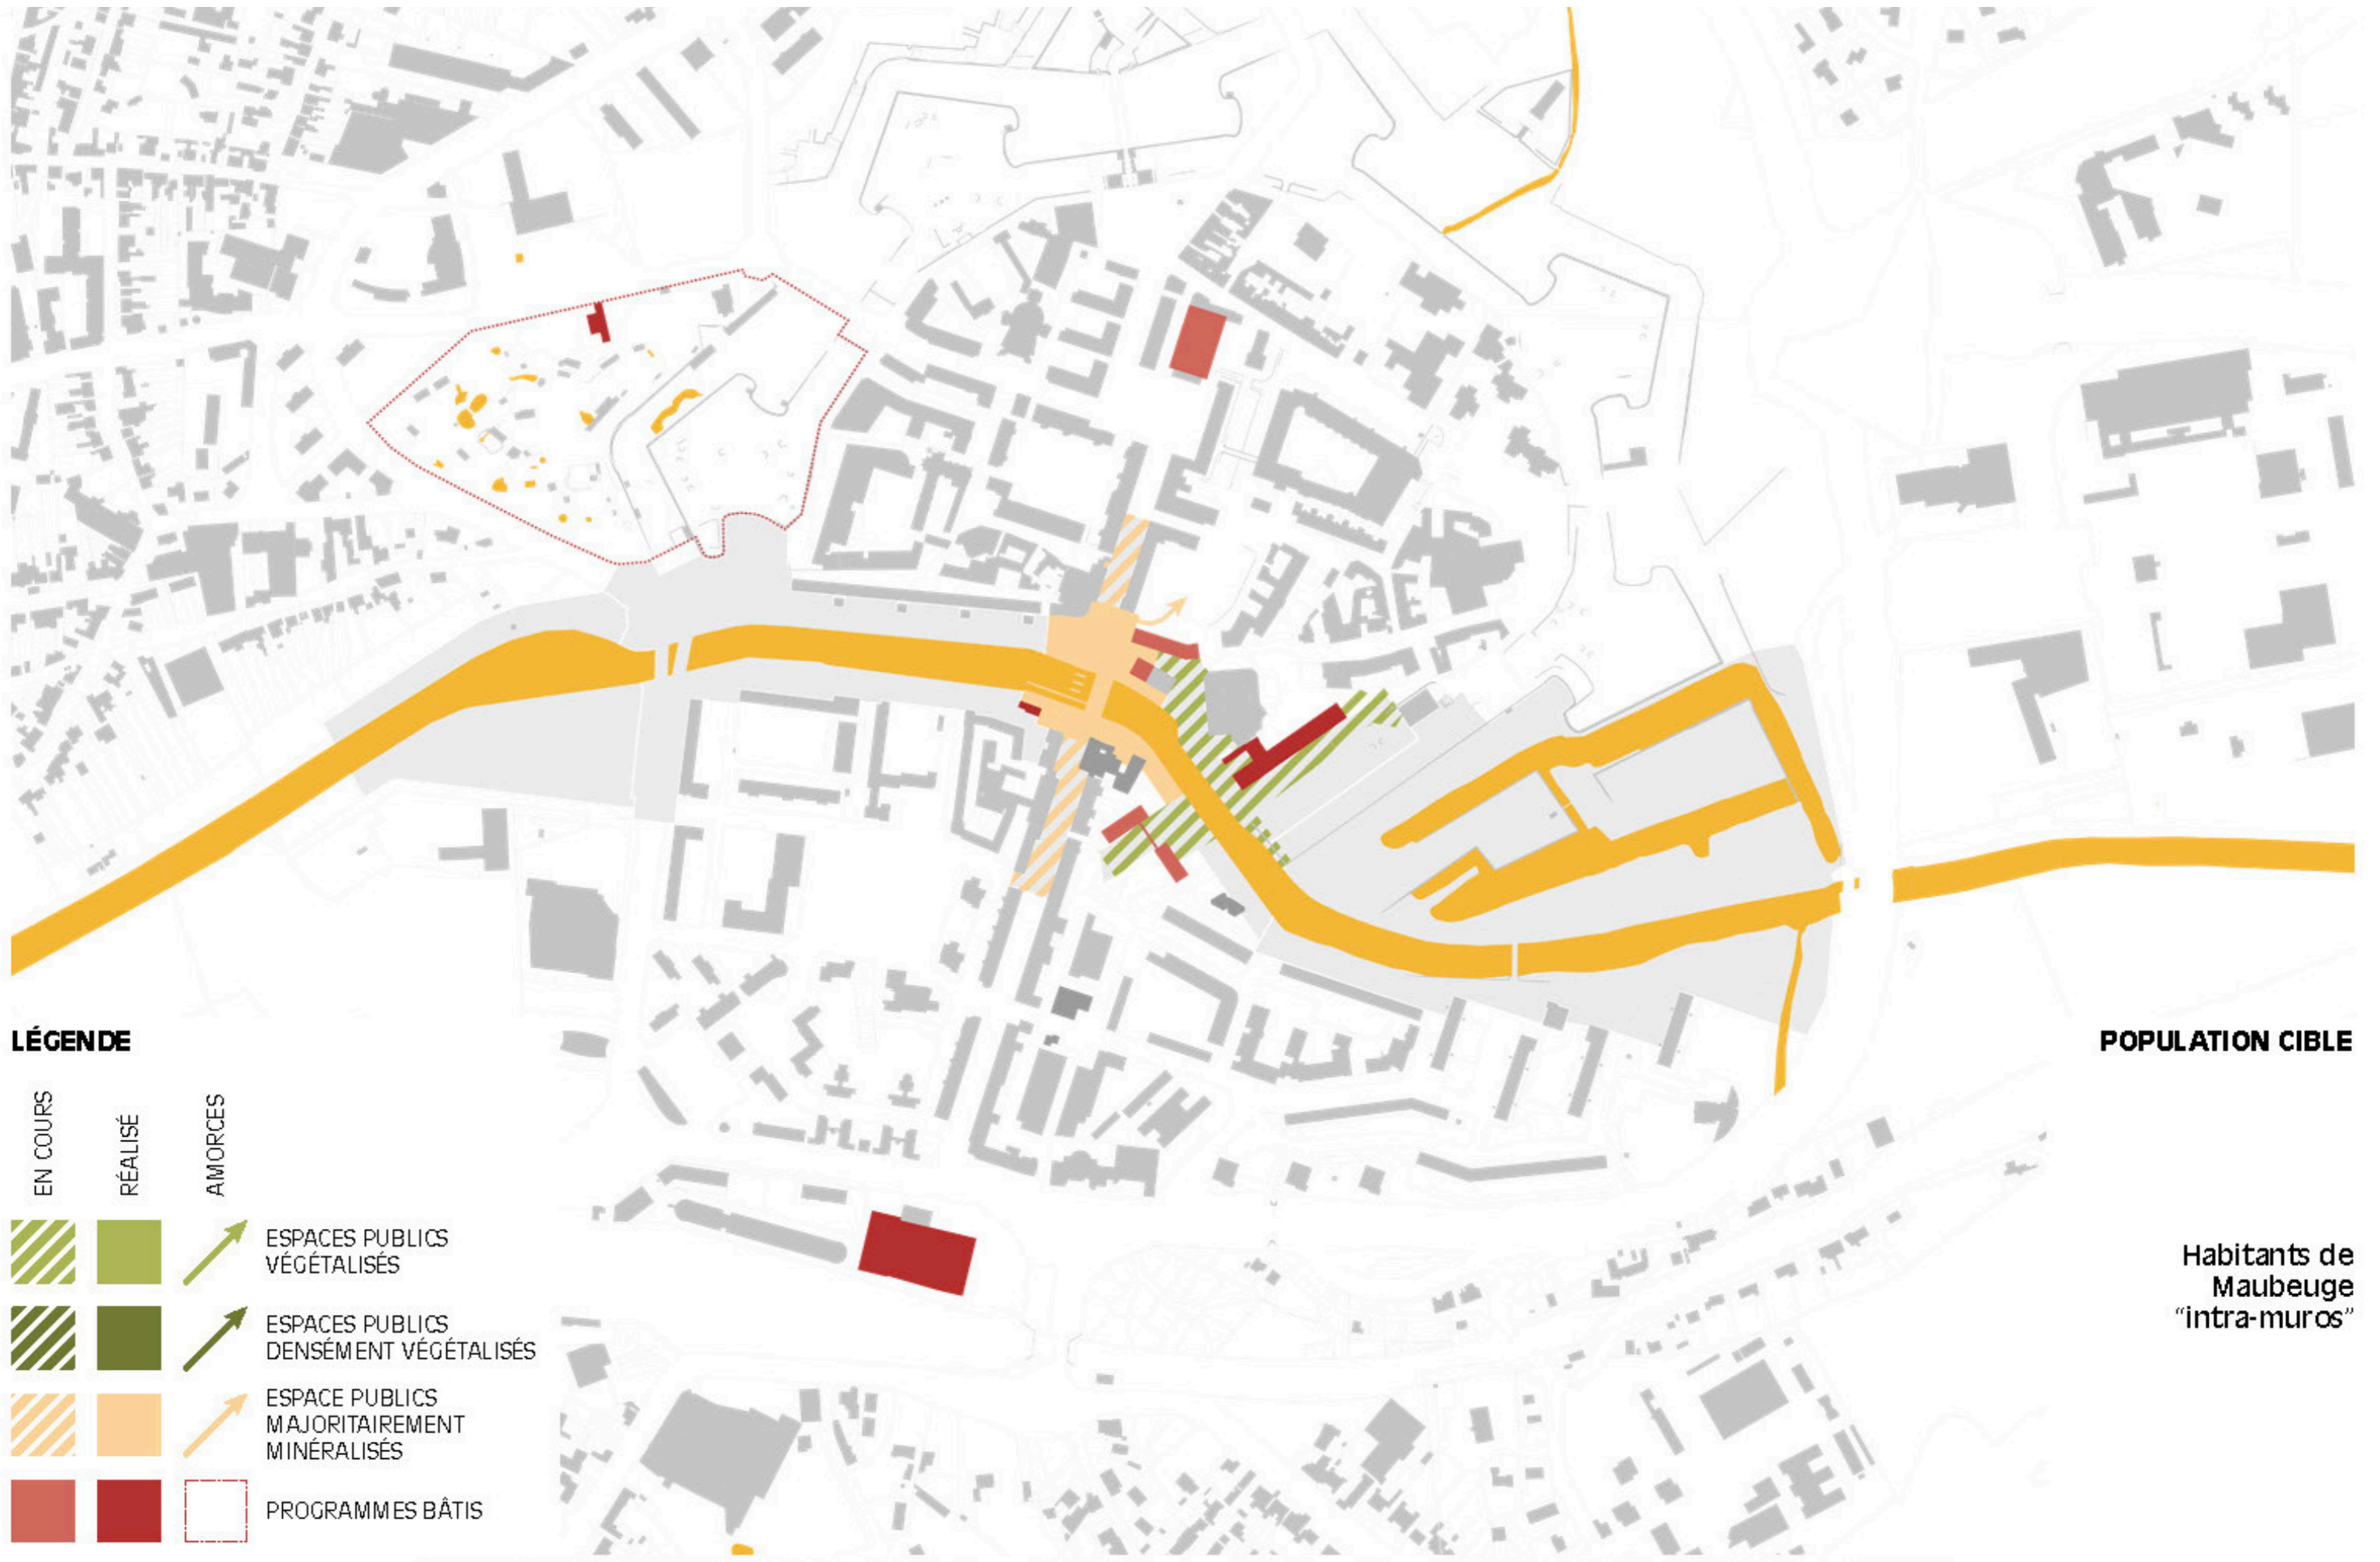 LÉGENDE
EN COURS
RÉALISÉ
AMORCES
ESPACES PUBLICS
VÉGÉTALISÉS
ESPACES PUBLICS
DENSÉMENT VÉGÉTALISÉS
ESPACE PUBLICS
MAJORITAIREMENT
MINÉRALISÉS
PROGRAMMES BÂTIS
POPULATION CIBLE
Habitants de
Maubeuge
“intra-muros”